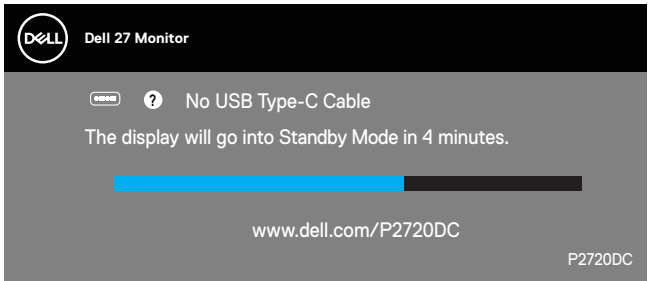 DELL
Dell 27 Monitor
? No USB Type-C Cable
The display will go into Standby Mode in 4 minutes.
www.dell.com/P2720DC
P2720DC